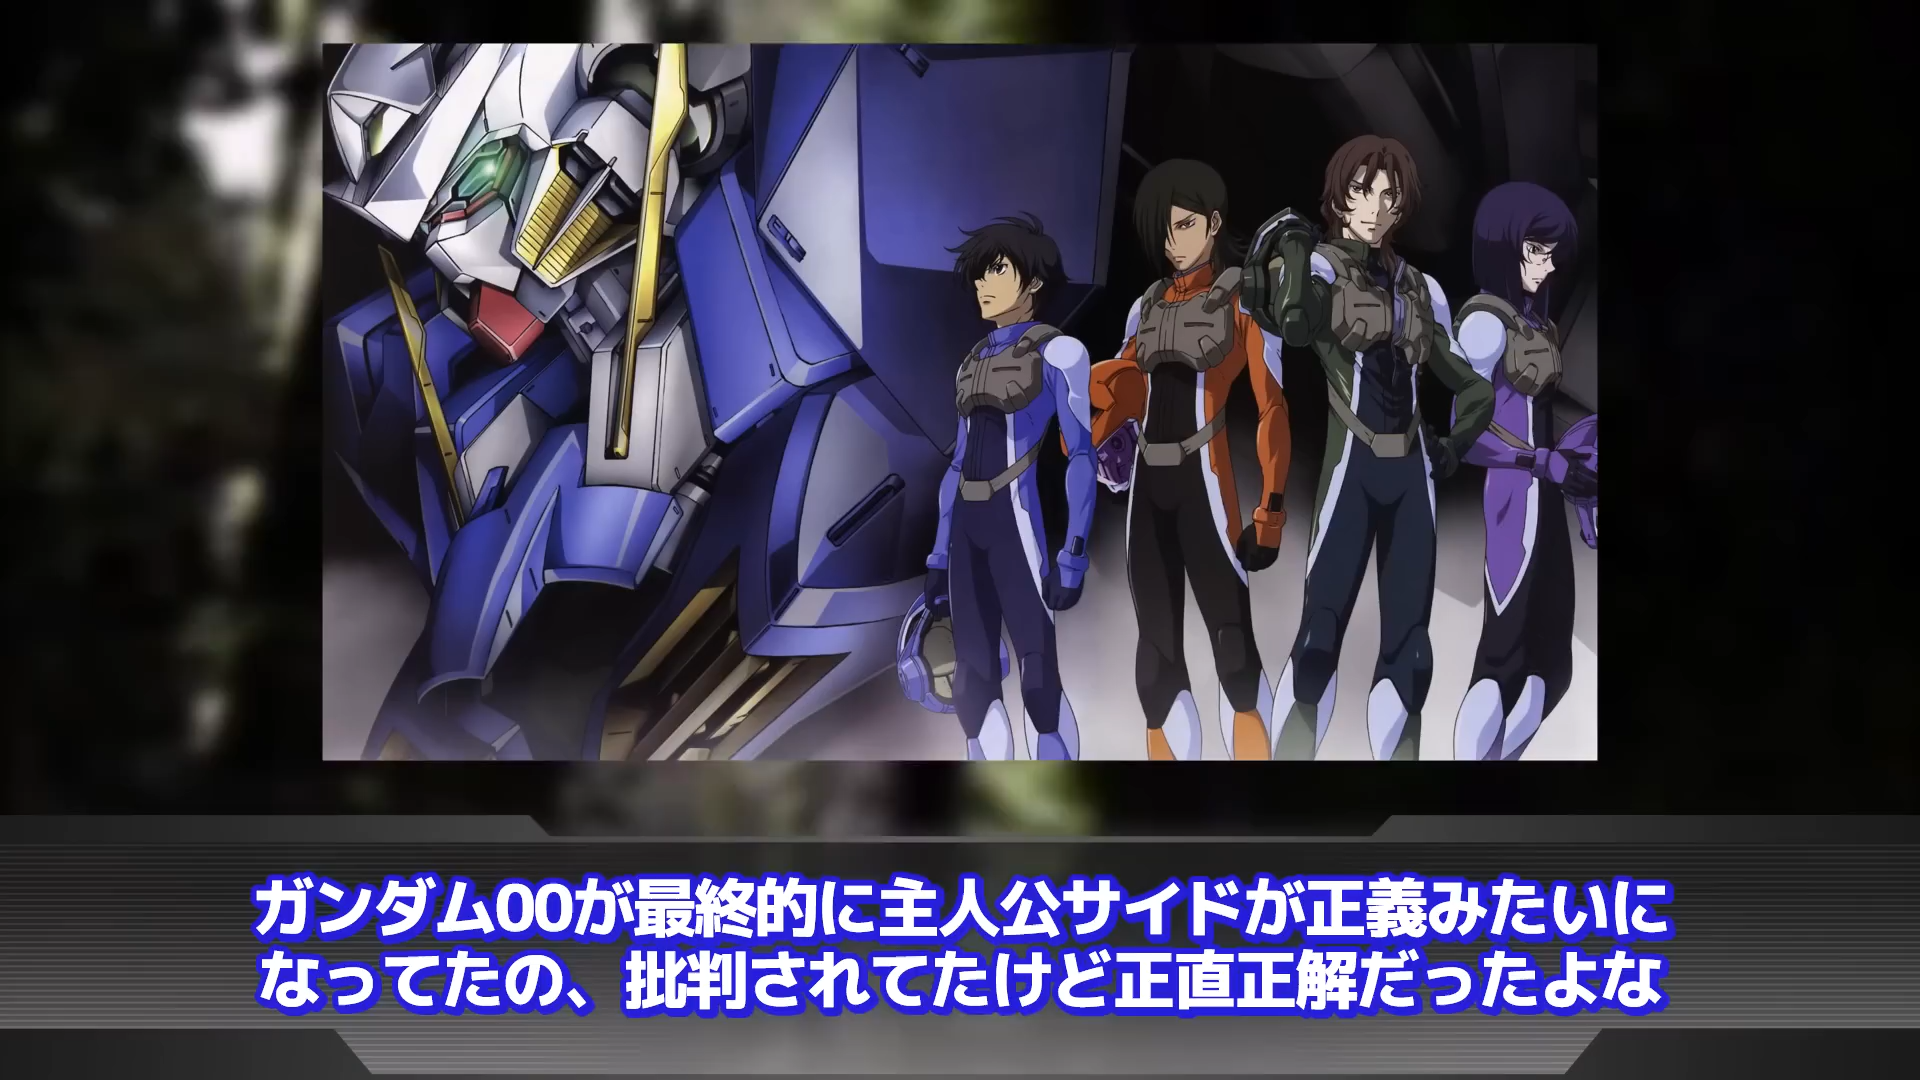 ガンダム00が最終的に主人公サイドが正義みたいに
なってたの、批判されてたけど正直正解だったよな